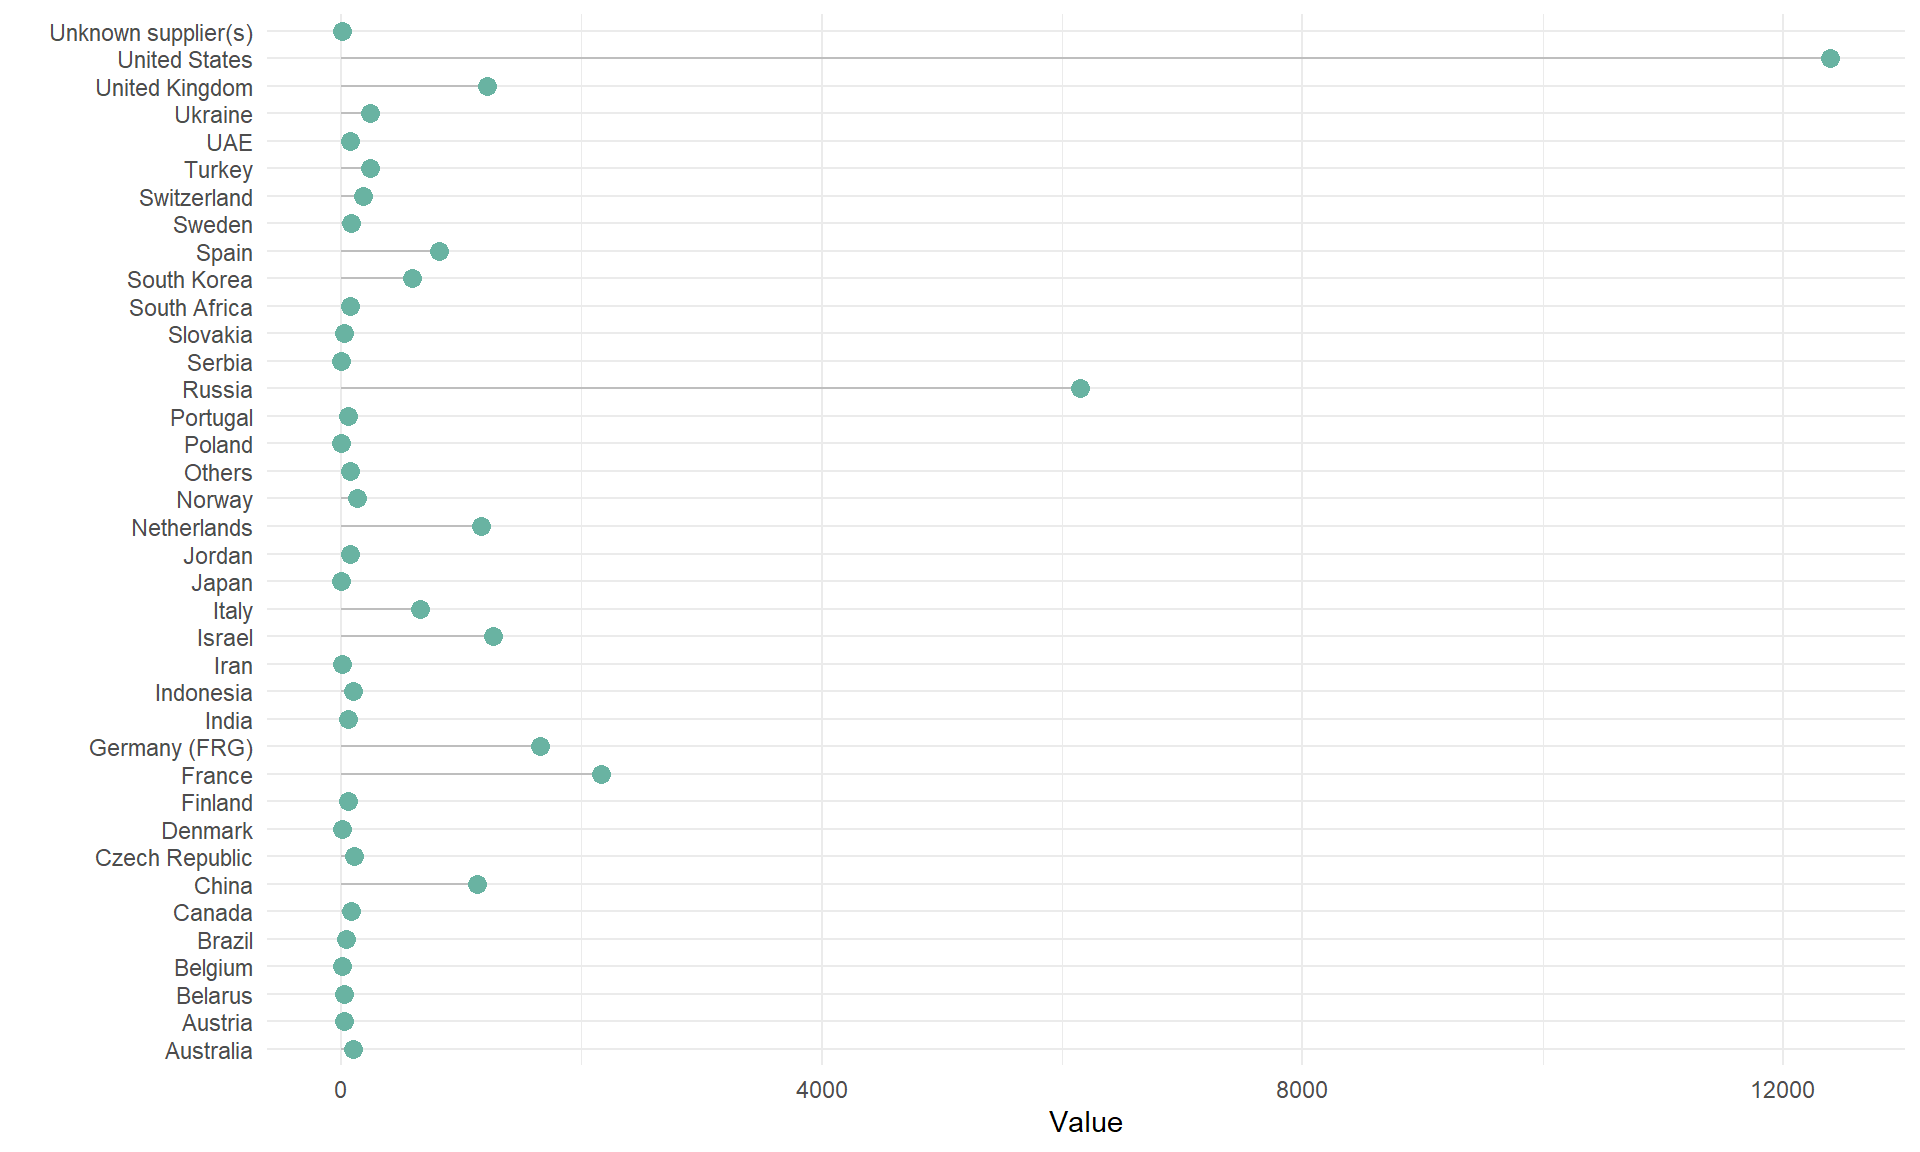 Unknown supplier(s)
United States
United Kingdom
Ukraine
UAE
Turkey
Switzerland
Sweden
Spain
South Korea
South Africa
Slovakia
Serbia
Russia
Portugal
Poland
Others
Norway
Netherlands
Jordan
Japan
Italy
Israel
Iran
Indonesia
India
Germany (FRG)
France
Finland
Denmark
Czech Republic
China
Canada
Brazil
Belgium
Belarus
Austria
Australia
0 4000 8000 12000
Value